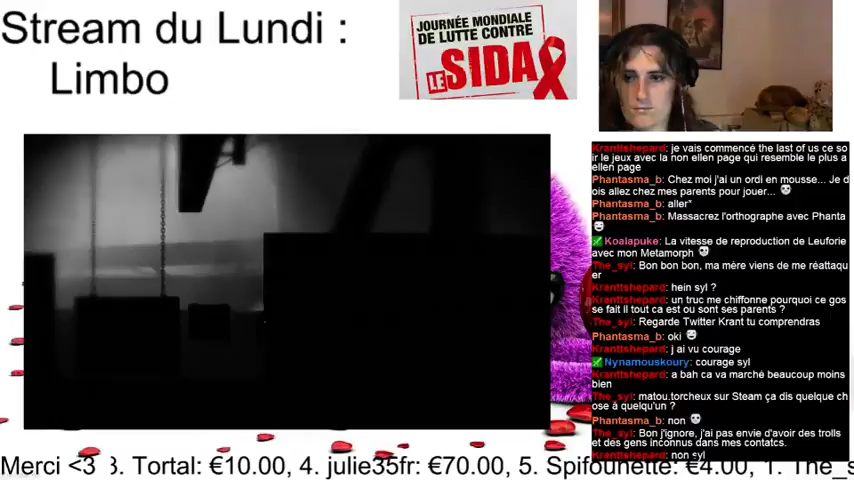 Stream du Lundi :
Limbo
JOURNÉE MONDIALE
DE LUTTE CONTRE
LE SIDA
Kranttshepard: je vais commencé the last of us ce so
ir le jeux avec la non ellen page qui resemble le plus a
ellen page
Phantasma_b: Chez moi j'ai un ordi en mousse... Je d
ois allez chez mes parents pour jouer...
Phantasma_b: aller*
Phantasma_b: Massacrez l'orthographe avec Phanta
Koalapuke: La vitesse de reproduction de Leuforie
avec mon Metamorph
The_syl: Bon bon bon, ma mère viens de me réattaqu
er
Kranttshepard: hein syl ?
Kranttshepard: un truc me chiffonne pourquoi ce gos
se fait il tout ca est ou sont ses parents ?
The_syl: Regarde Twitter Krant tu comprendras
Phantasma_b: oki
Kranttshepard: j ai vu courage
Nynamouskoury: courage syl
Kranttshepard: a bah ca va marché beaucoup moins
bien
The_syl: matou.torcheux sur Steam ça dis quelque ch
ose à quelqu'un ?
Phantasma_b: non
The_syl: Bon j'ignore, j'ai pas envie d'avoir des trolls
et des gens inconnus dans mes contatcs.
Kranttshepard: non syl
Merci <3 3. Tortal: €10.00, 4. julie35fr: €70.00, 5. Spifounette: €4.00, 1. The_s